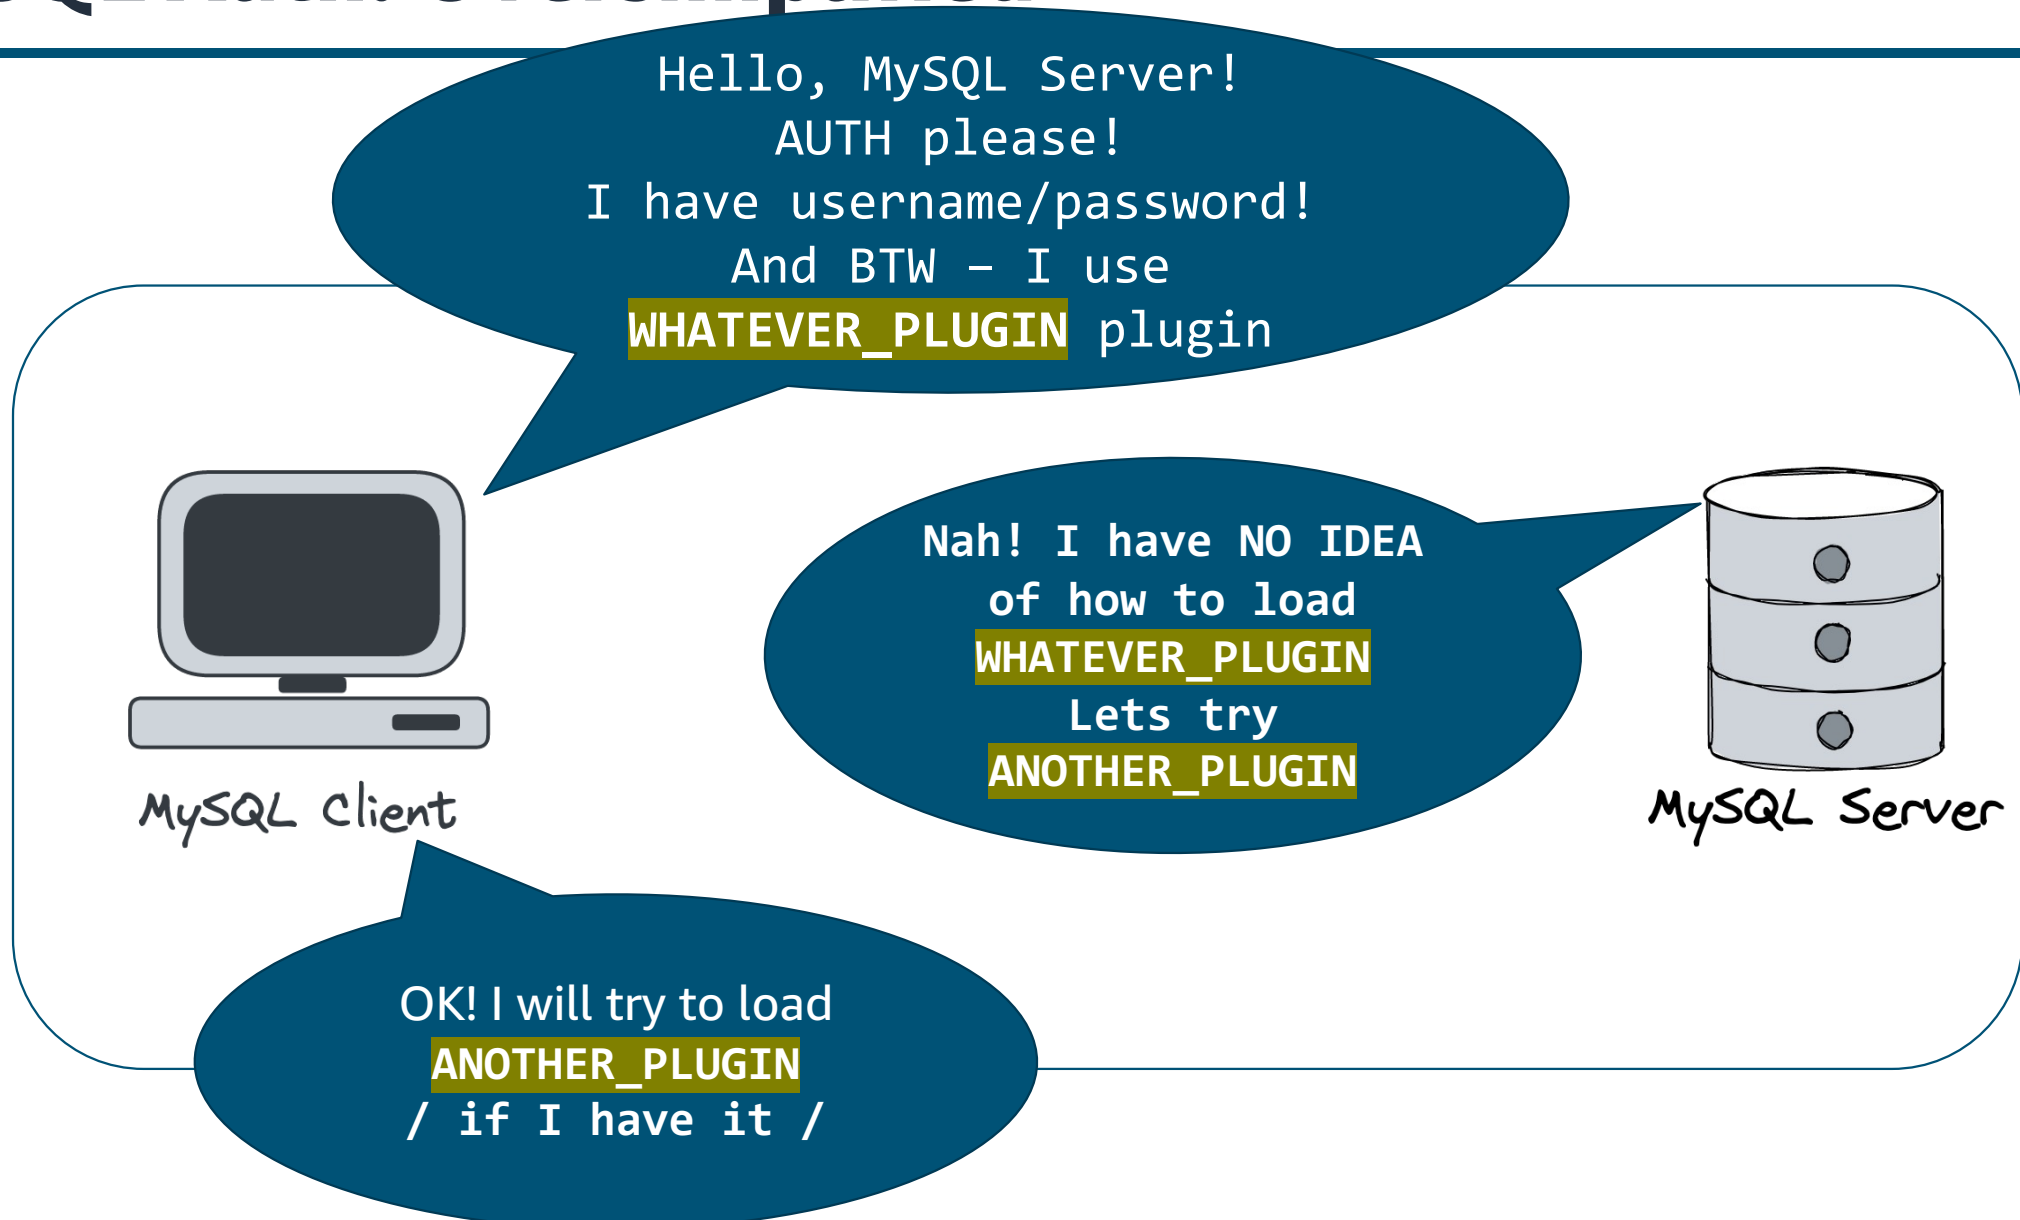 Hello, MySQL Server!
AUTH please!
I have username/password!
And BTW – I use
WHATEVER_PLUGIN plugin
Nah! I have NO IDEA
of how to load
WHATEVER_PLUGIN
Lets try
ANOTHER_PLUGIN
MySQL Client
MySQL Server
OK! I will try to load
ANOTHER_PLUGIN
/ if I have it /